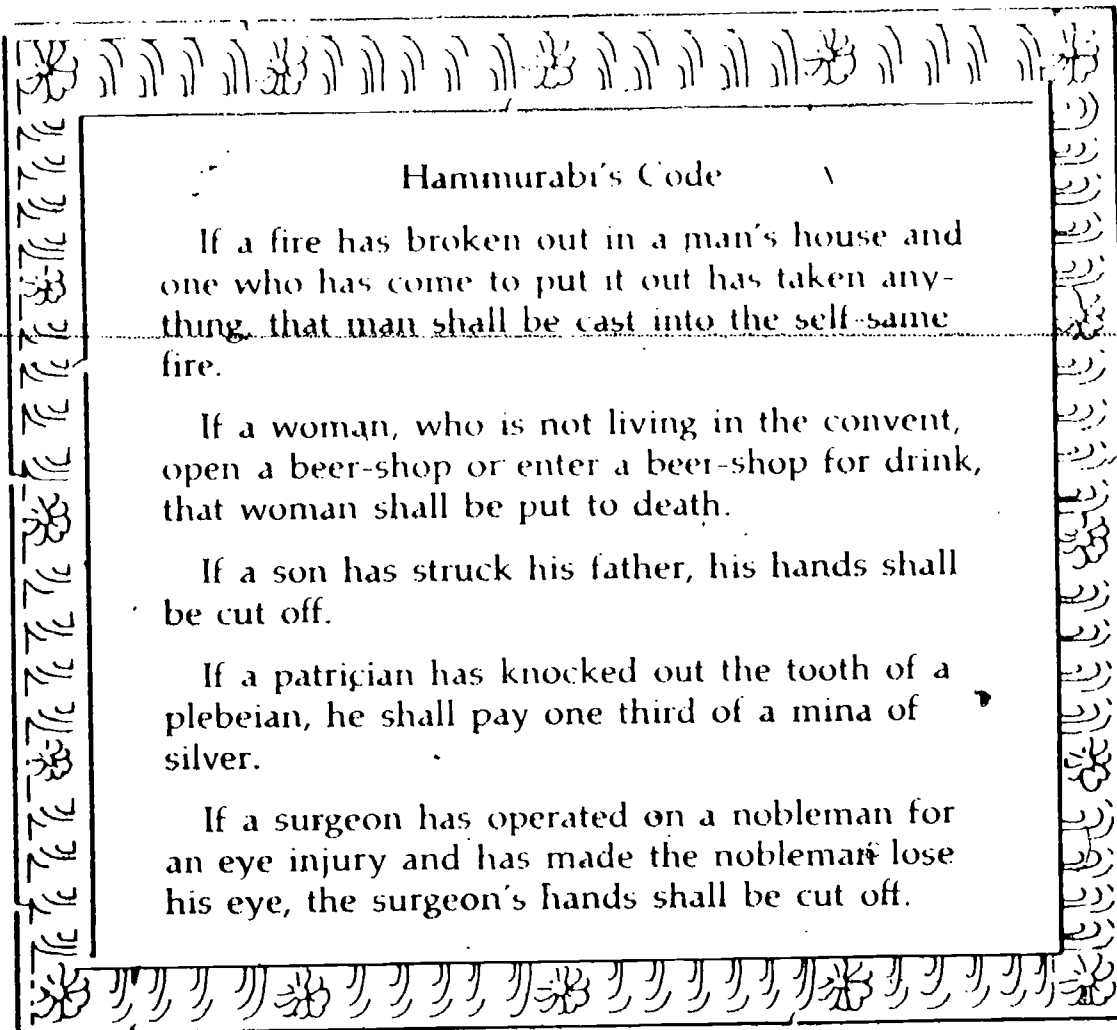 Hammurabi's Code
If a fire has broken out in a man's house and
one who has come to put it out has taken any-
thing, that man shall be cast into the self-same
fire.
If a woman, who is not living in the convent,
open a beer-shop or enter a beer-shop for drink,
that woman shall be put to death.
If a son has struck his father, his hands shall
be cut off.
If a patrician has knocked out the tooth of a
plebeian, he shall pay one third of a mina of
silver.
If a surgeon has operated on a nobleman for
an eye injury and has made the nobleman lose
his eye, the surgeon's hands shall be cut off.